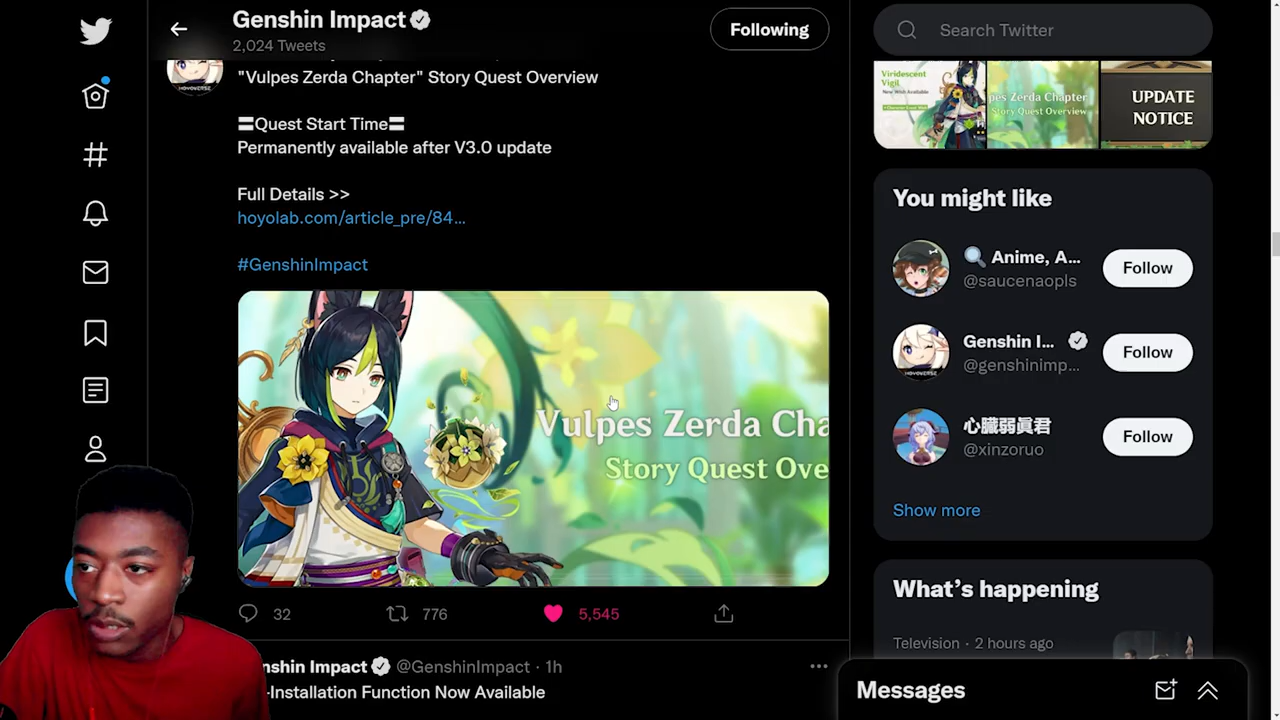 Genshin Impact
2,024 Tweets
Following
Search Twitter
"Vulpes Zerda Chapter" Story Quest Overview
〓Quest Start Time〓
Permanently available after V3.0 update
Full Details >>
hoyolab.com/article_pre/84…
#GenshinImpact
HOYOVERSE
Vulpes Zerda Cha
Story Quest Ove
32
776
5,545
nshin Impact @GenshinImpact · 1h
-Installation Function Now Available
Viridescent
Vigil
pes Zerda Chapter
Story Quest Overview
UPDATE
NOTICE
You might like
Anime, A...
@saucenaopls
Follow
Genshin I...
@genshinimp...
Follow
HOYOVERSE
心臓弱眞君
@xinzoruo
Follow
Show more
What's happening
Television · 2 hours ago
Messages